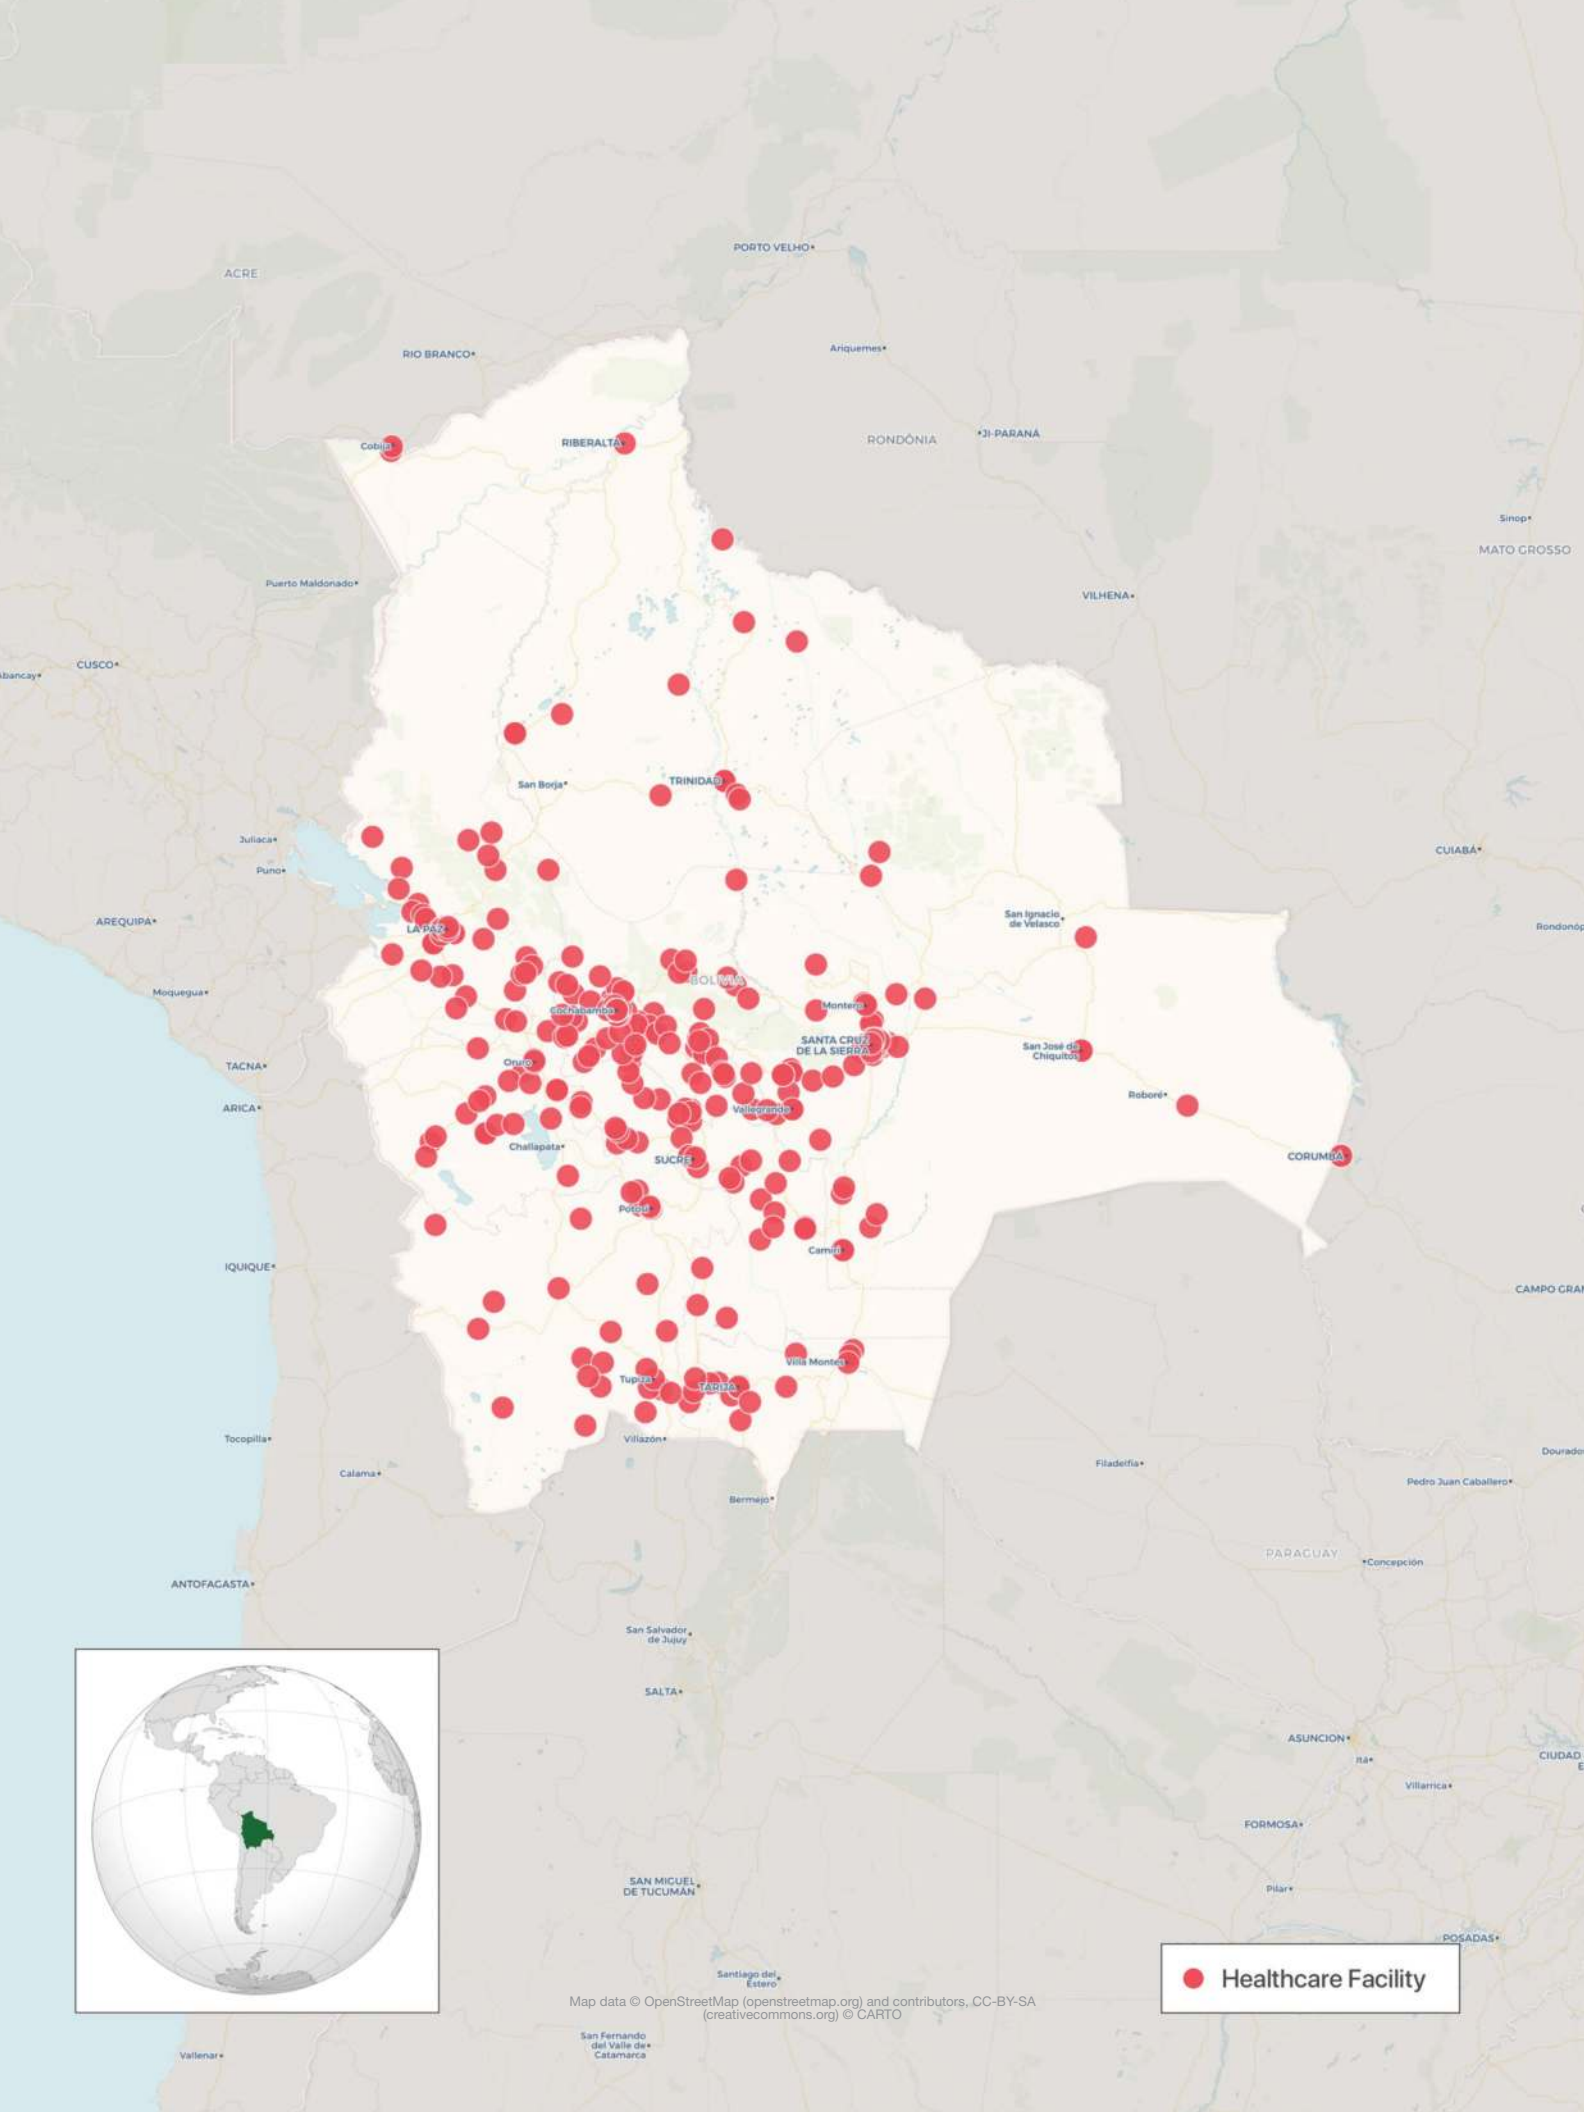 PORTO VELHO
ACRE
RIO BRANCO
Ariquemes
Cobija
RIBERALTA
RONDÔNIA
JI-PARANÁ
Sinop
MATO GROSSO
Puerto Maldonado
VILHENA
CUSCO
Abancay
San Borja
TRINIDAD
Juliaca
Puno
CUIABÁ
AREQUIPA
LA PAZ
San Ignacio
de Velasco
BOLIVIA
Moquegua
Montero
Cochabamba
SANTA CRUZ
DE LA SIERRA
San José de
Chiquitos
TACNA
Oruro
Roboré
ARICA
Vallegrande
Challapata
SUCRE
CORUMBÁ
Potosí
Camiri
IQUIQUE
CAMPO GRA
Villa Montes
Tupiza
TARIJA
Tocopilla
Villazón
Calama
Filadelfia
Dourado
Pedro Juan Caballero
Bermejo
PARAGUAY
Concepción
ANTOFAGASTA
San Salvador
de Jujuy
SALTA
ASUNCION
Itá
CIUDAD
E
Villarrica
FORMOSA
SAN MIGUEL
DE TUCUMÁN
Pilar
POSADAS
Santiago del
Estero
Healthcare Facility
Map data © OpenStreetMap (openstreetmap.org) and contributors, CC-BY-SA
(creativecommons.org) © CARTO
San Fernando
del Valle de
Catamarca
Vallenar